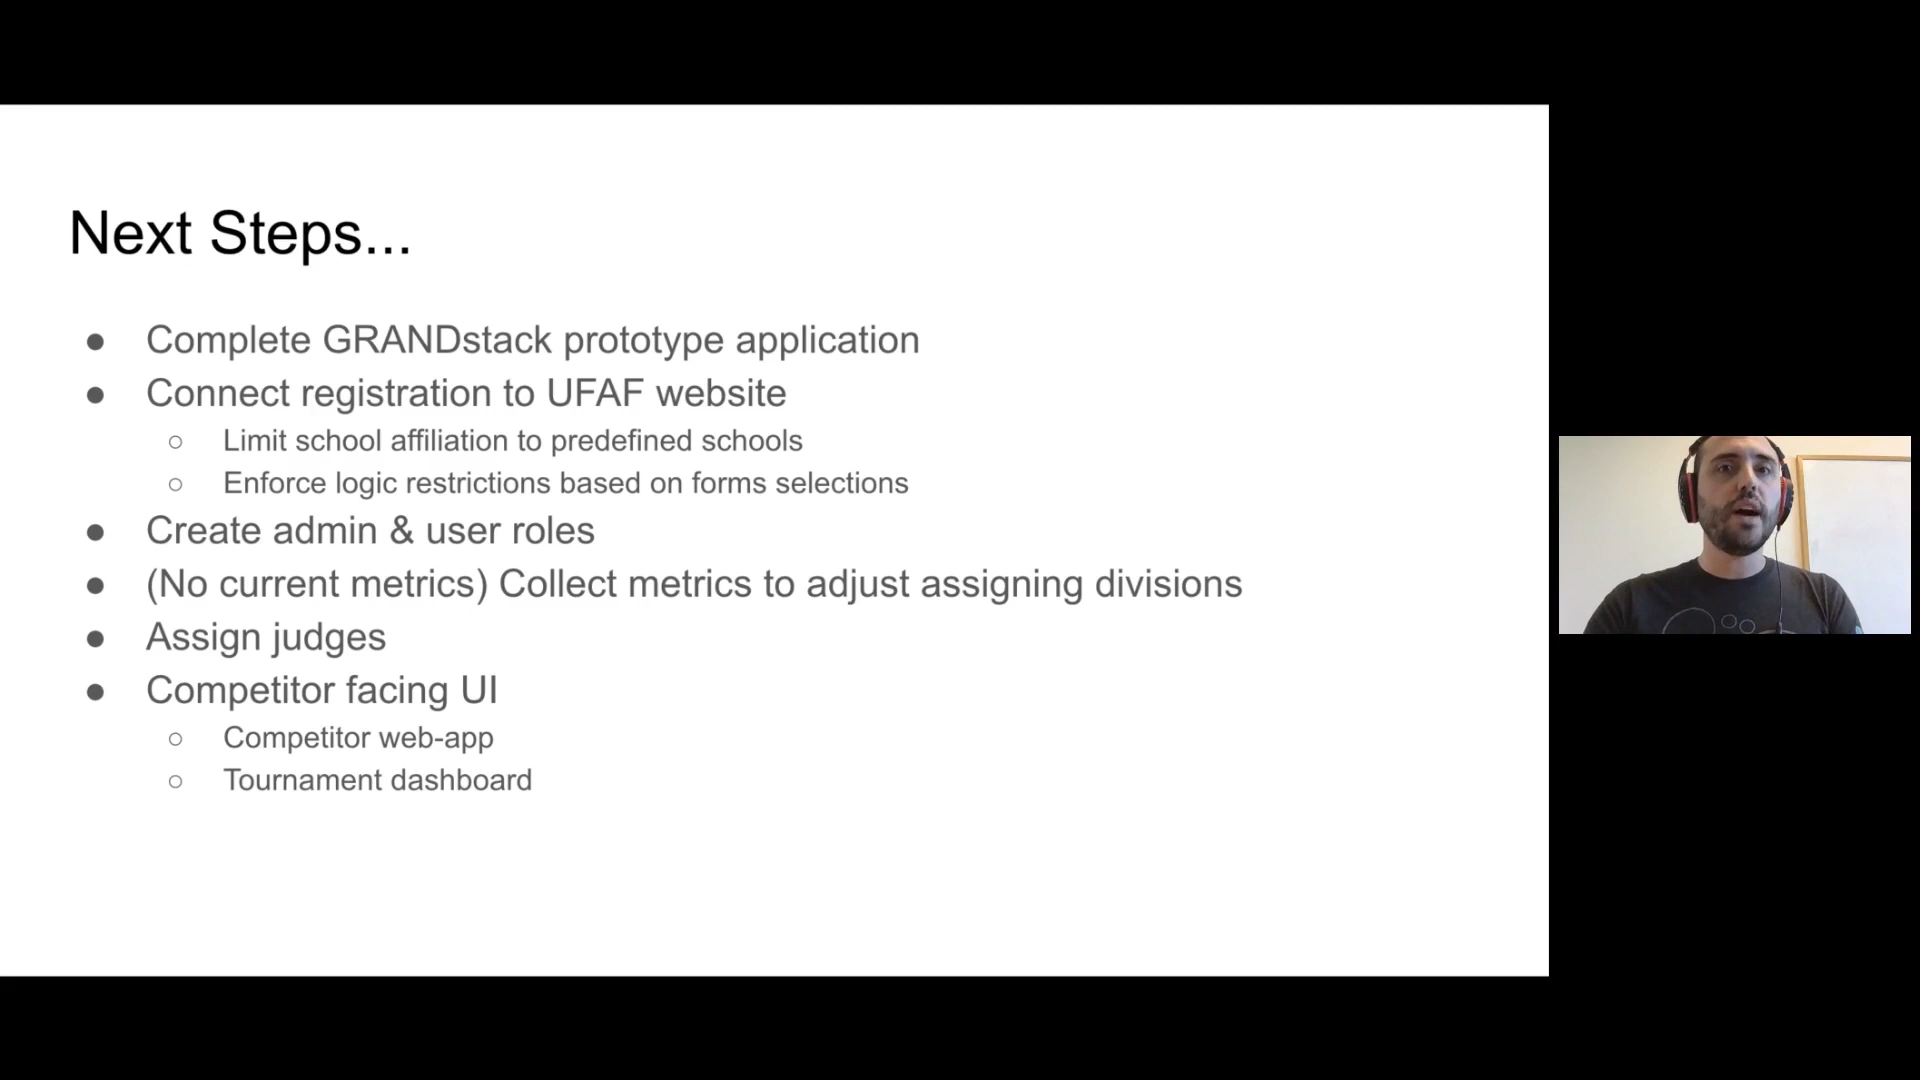 Next Steps...
● Complete GRANDstack prototype application
● Connect registration to UFAF website
○ Limit school affiliation to predefined schools
○ Enforce logic restrictions based on forms selections
● Create admin & user roles
● (No current metrics) Collect metrics to adjust assigning divisions
● Assign judges
● Competitor facing UI
○ Competitor web-app
○ Tournament dashboard